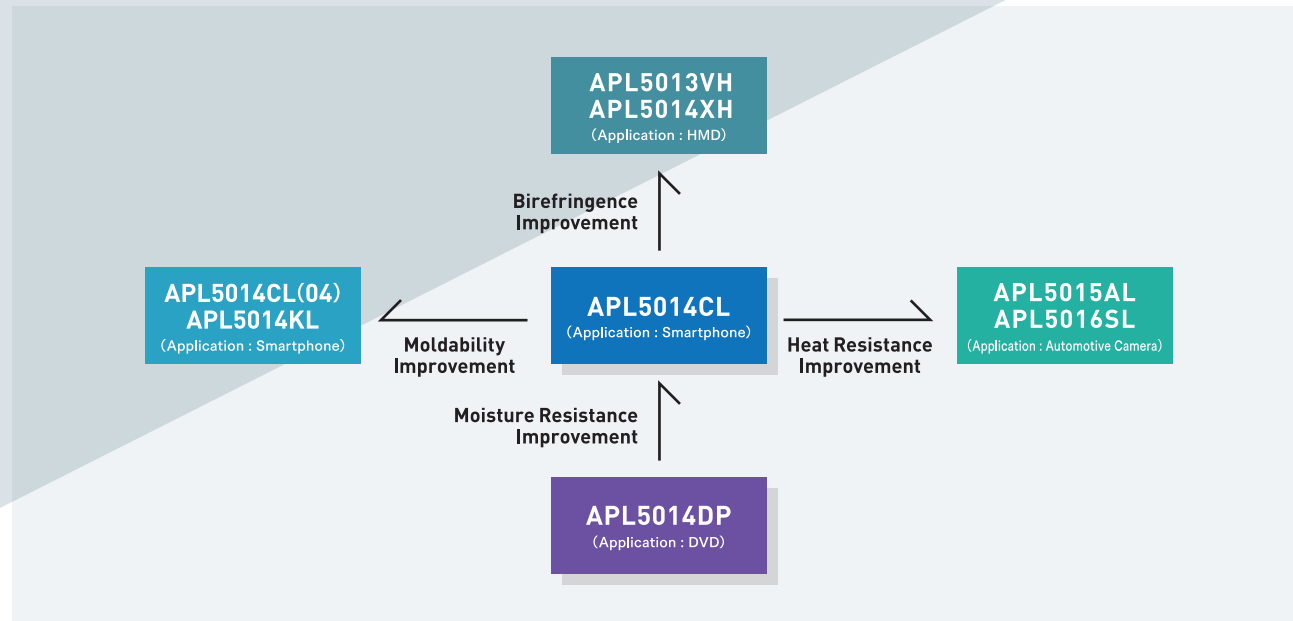 APL5013VH
APL5014XH
(Application : HMD)
Birefringence
Improvement
APL5014CL(04)
APL5014KL
(Application : Smartphone)
Moldability
Improvement
APL5014CL
(Application : Smartphone)
Heat Resistance
Improvement
APL5015AL
APL5016SL
(Application : Automotive Camera)
Moisture Resistance
Improvement
APL5014DP
(Application : DVD)